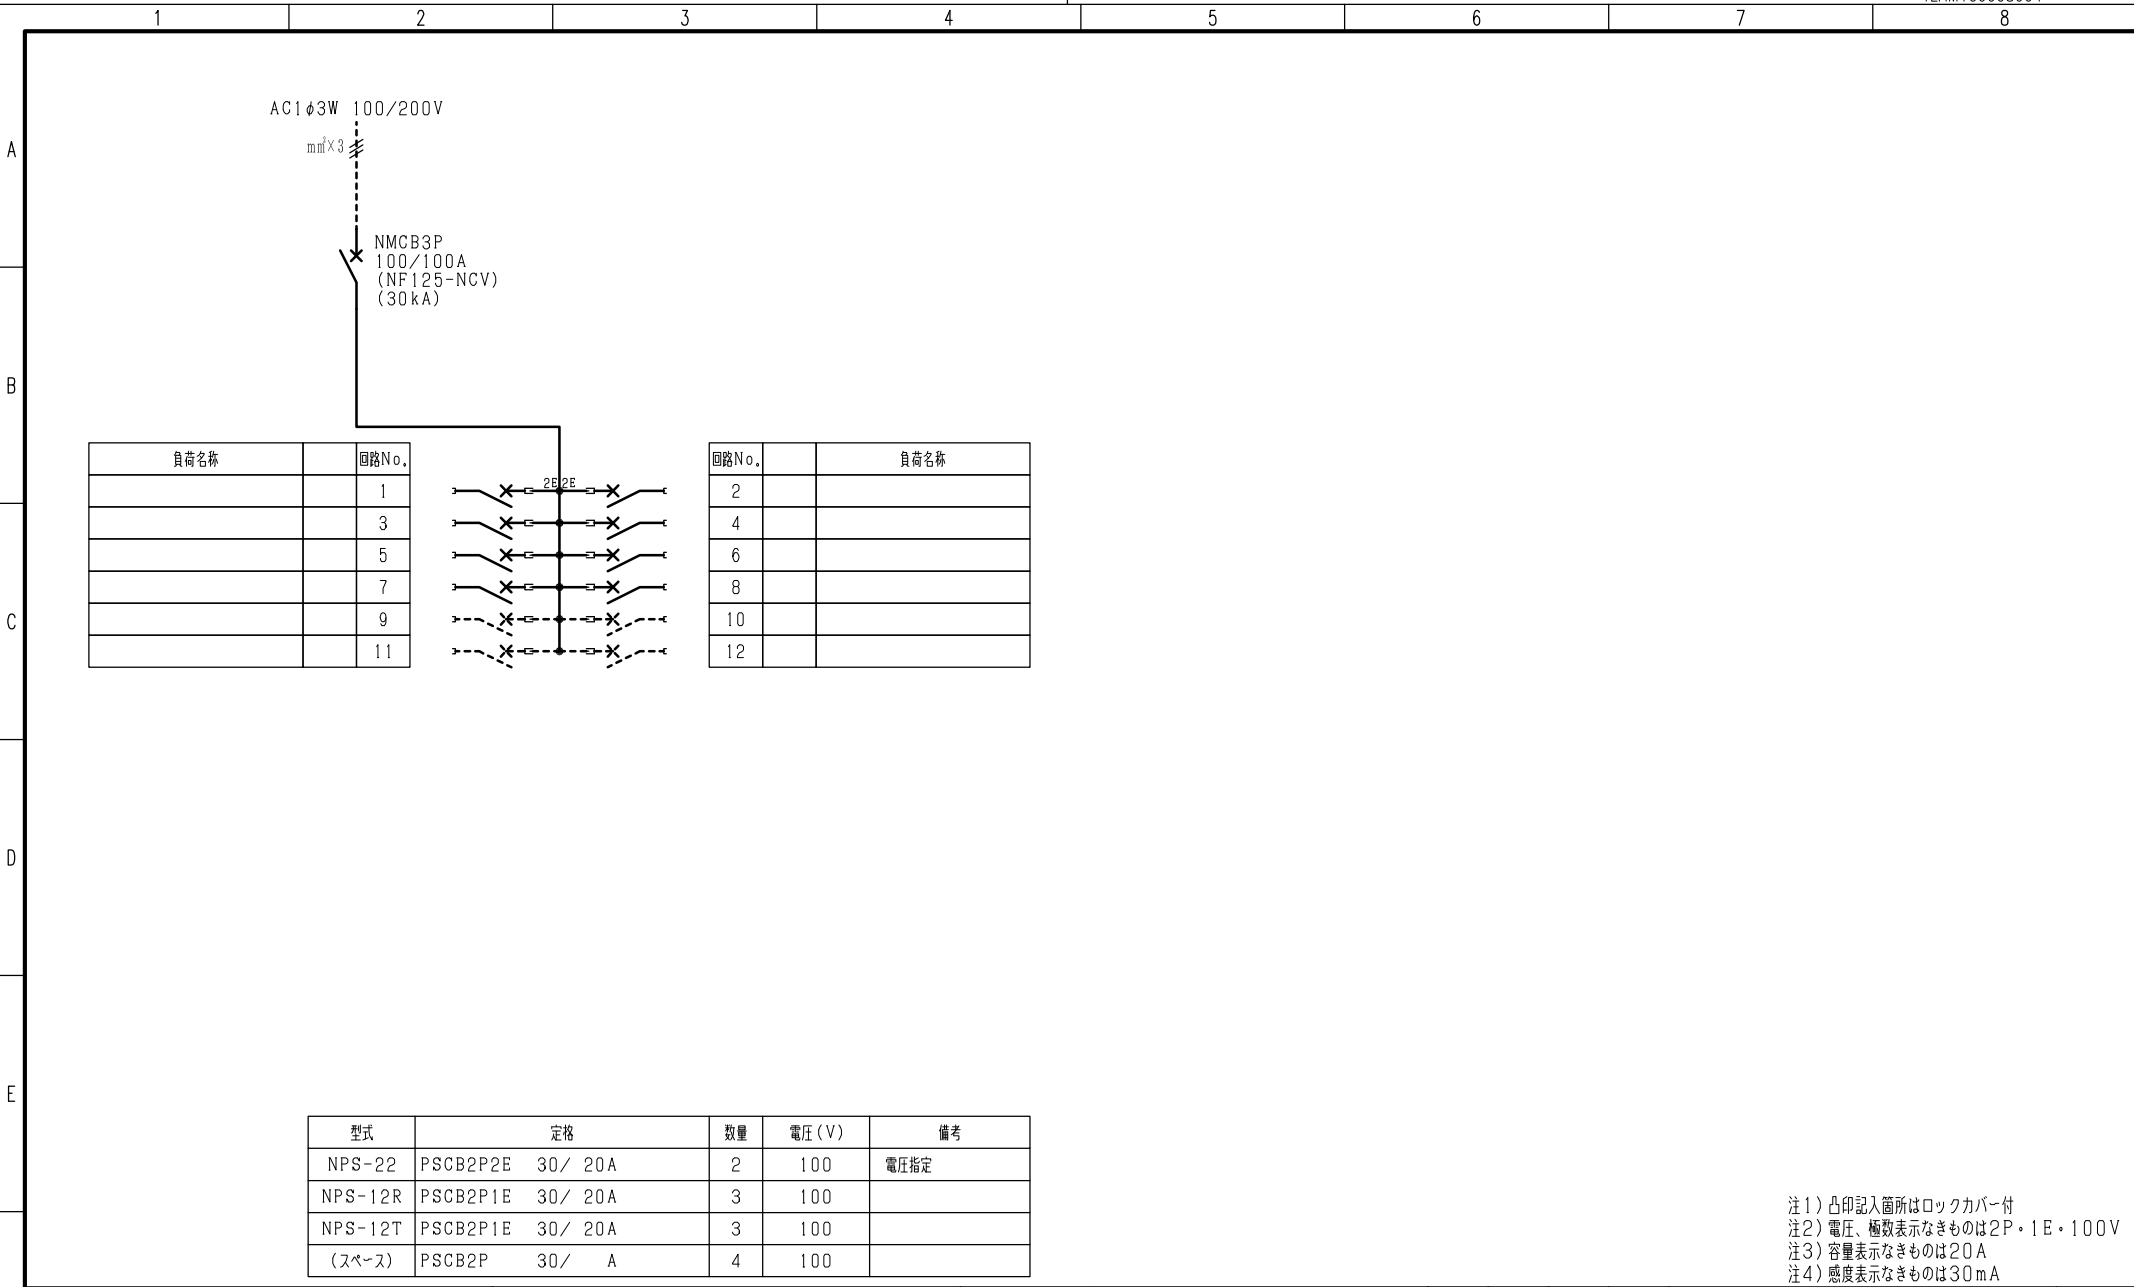 1 2 3 4 5 6 7 8
A
B
C
D
E
AC1φ3W 100/200V
mm²×3
NMCB3P
100/100A
(NF125-NCV)
(30kA)
負荷名称 回路No. 回路No. 負荷名称
2E 2E
1 2
3 4
5 6
7 8
9 10
11 12
型式 定格 数量 電圧(V) 備考
NPS-22 PSCB2P2E 30/ 20A 2 100 電圧指定
NPS-12R PSCB2P1E 30/ 20A 3 100
NPS-12T PSCB2P1E 30/ 20A 3 100
(スペース) PSCB2P 30/ A 4 100
注1)凸印記入箇所はロックカバー付
注2)電圧、極数表示なきものは2P・1E・100V
注3)容量表示なきものは20A
注4)感度表示なきものは30mA